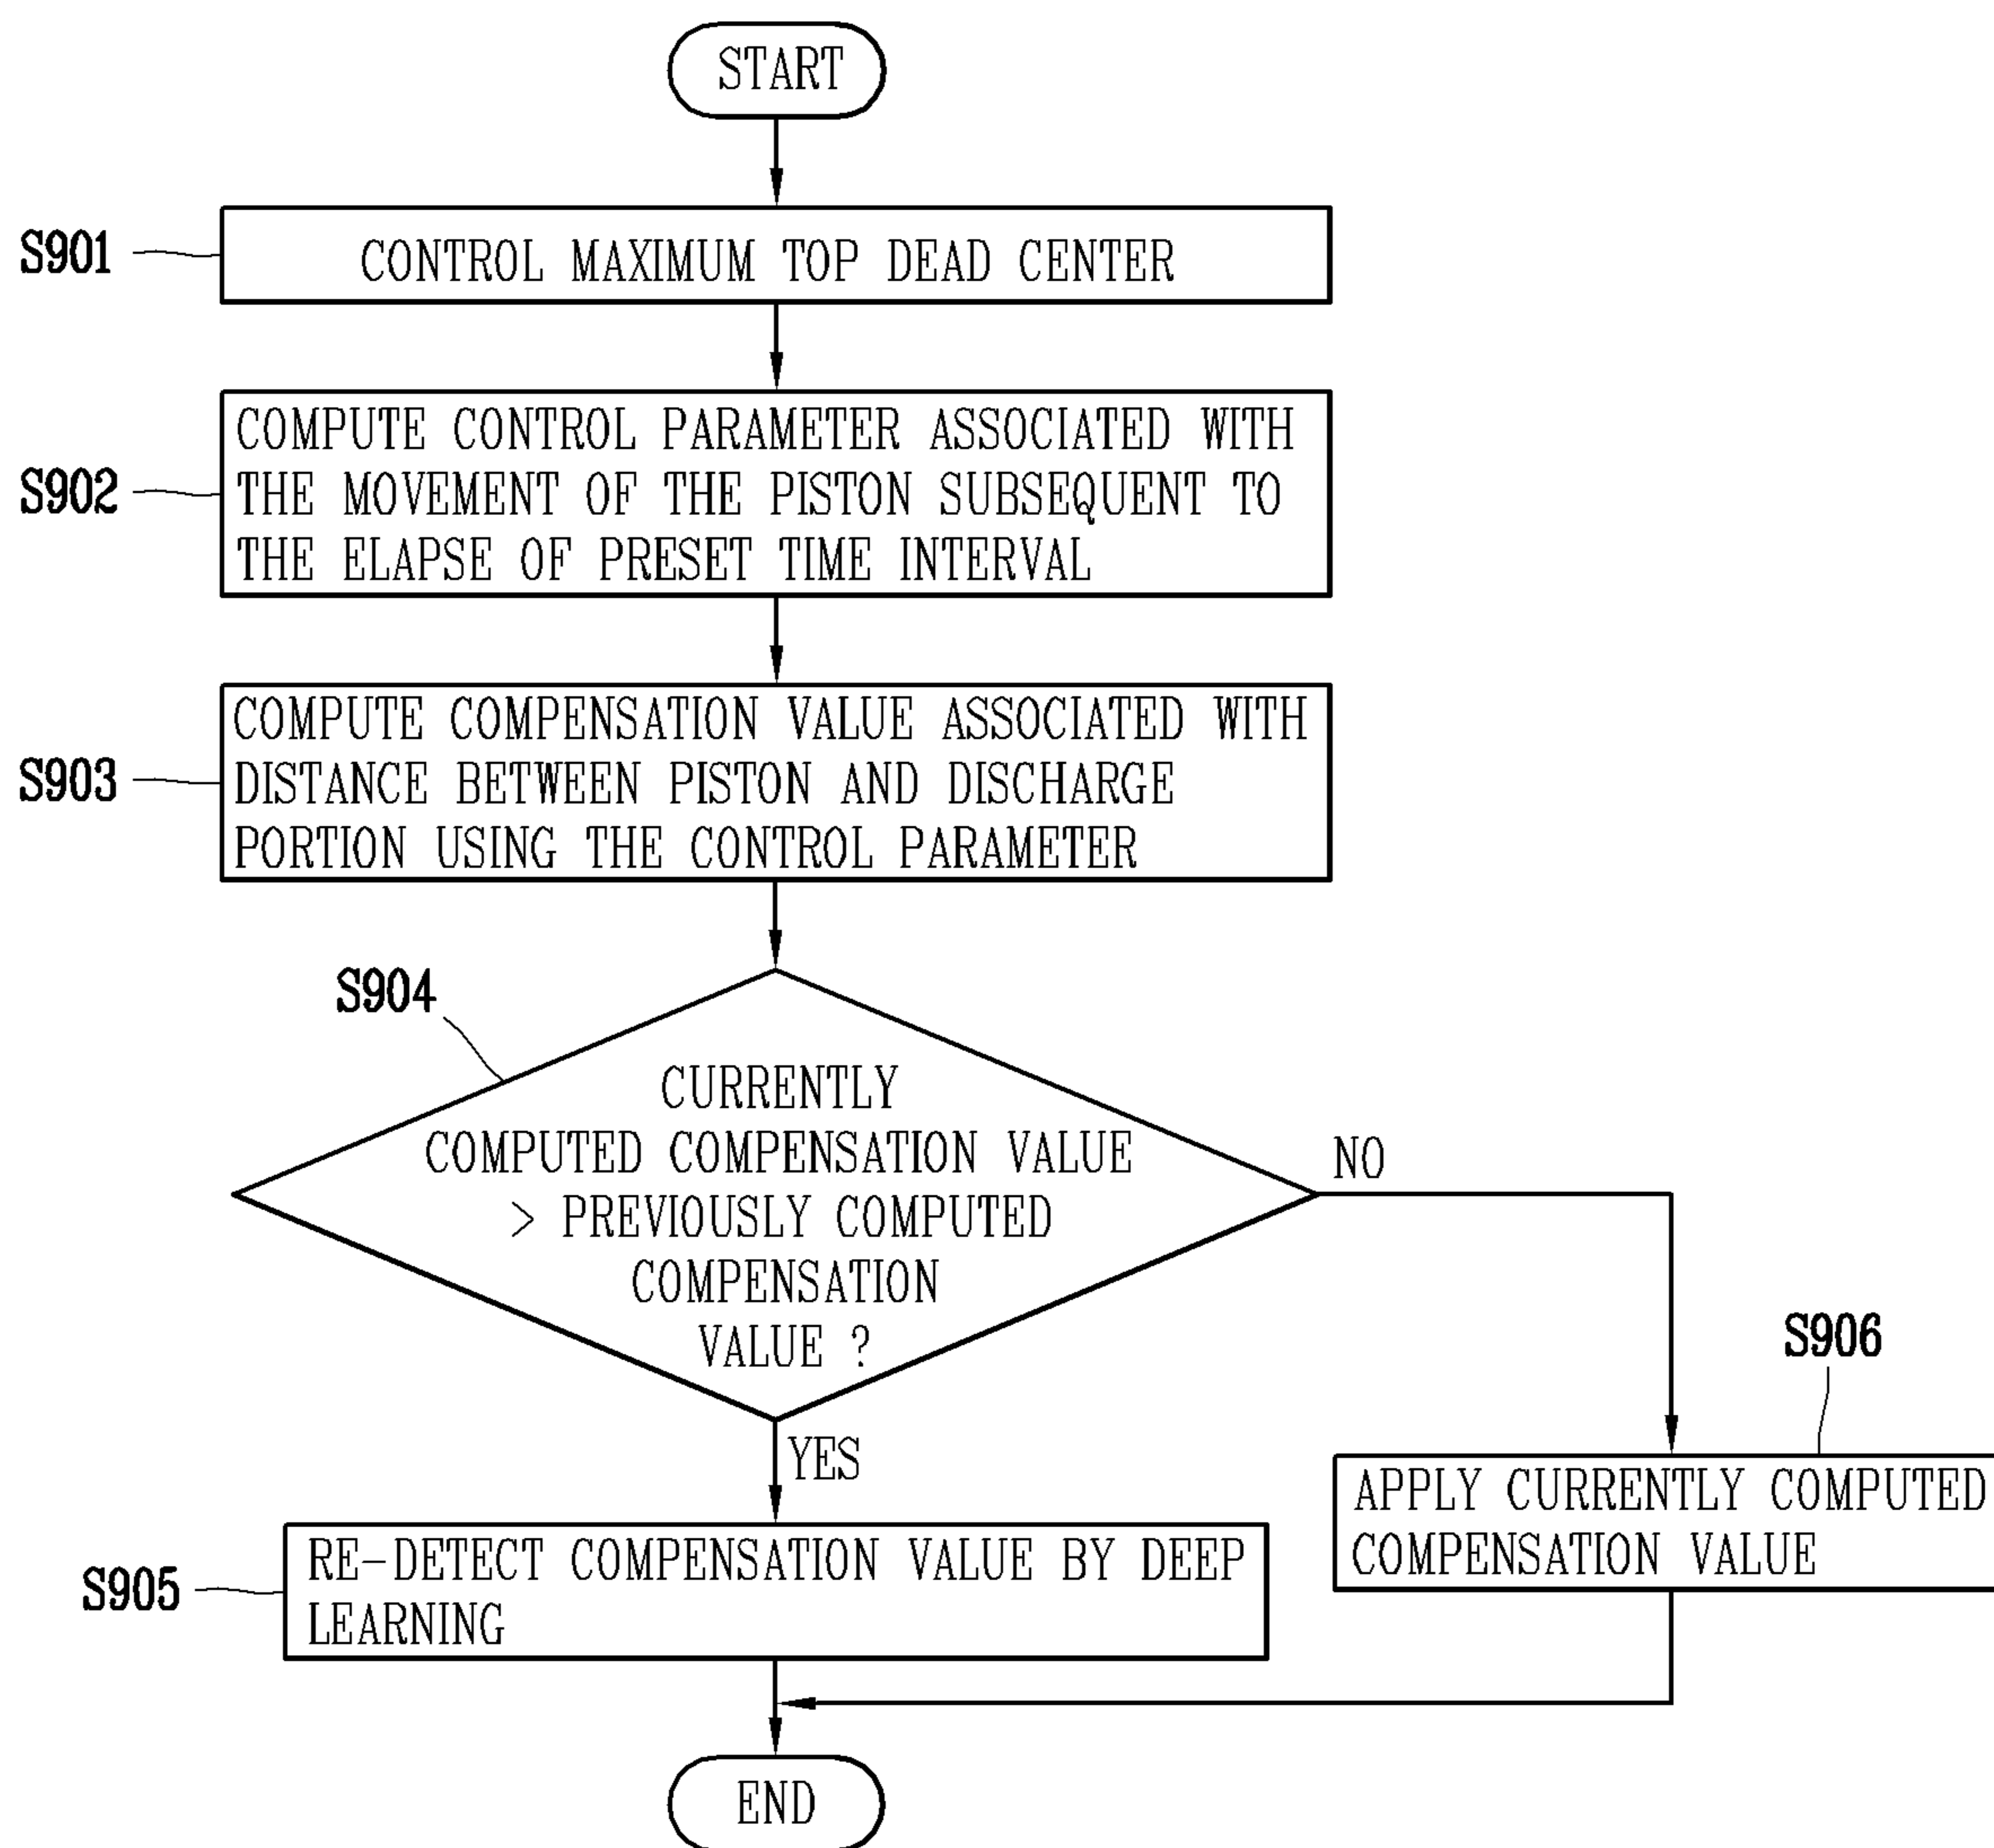 START
S901
CONTROL MAXIMUM TOP DEAD CENTER
S902
COMPUTE CONTROL PARAMETER ASSOCIATED WITH
THE MOVEMENT OF THE PISTON SUBSEQUENT TO
THE ELAPSE OF PRESET TIME INTERVAL
S903
COMPUTE COMPENSATION VALUE ASSOCIATED WITH
DISTANCE BETWEEN PISTON AND DISCHARGE
PORTION USING THE CONTROL PARAMETER
S904
CURRENTLY
COMPUTED COMPENSATION VALUE
> PREVIOUSLY COMPUTED
COMPENSATION
VALUE ?
NO
YES
S906
APPLY CURRENTLY COMPUTED
COMPENSATION VALUE
S905
RE-DETECT COMPENSATION VALUE BY DEEP
LEARNING
END